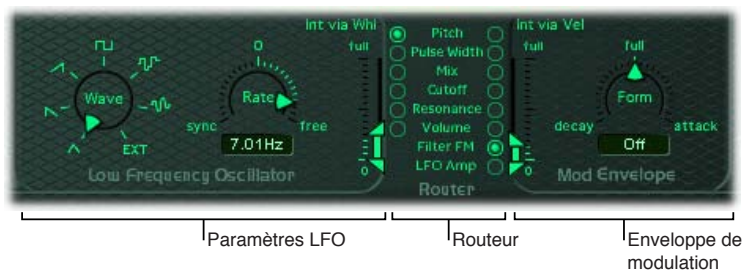 Int via Whl
Int via Vel
0
full
Pitch
full
full
Pulse Width
Mix
Wave
Rate
Cutoff
Form
Resonance
sync
free
Volume
decay
attack
7.01Hz
Filter FM
Off
EXT
0
LFO Amp
0
Low Frequency Oscillator
Router
Mod Envelope
Paramètres LFO
Routeur
Enveloppe de
modulation